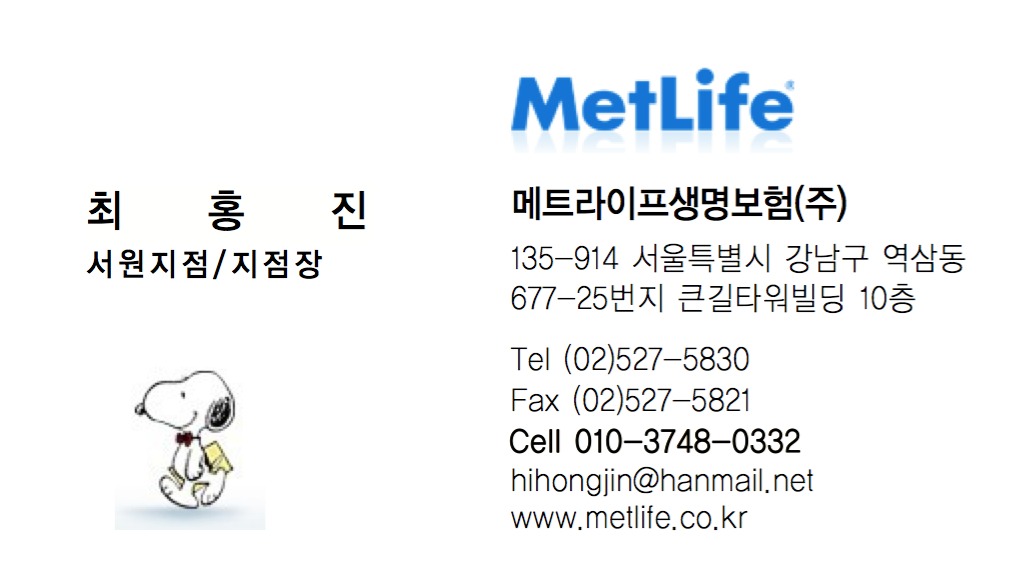 MetLife®
최 홍 진
서원지점/지점장
메트라이프생명보험(주)
135-914 서울특별시 강남구 역삼동
677-25번지 큰길타워빌딩 10층
Tel (02)527-5830
Fax (02)527-5821
Cell 010-3748-0332
hihongjin@hanmail.net
www.metlife.co.kr